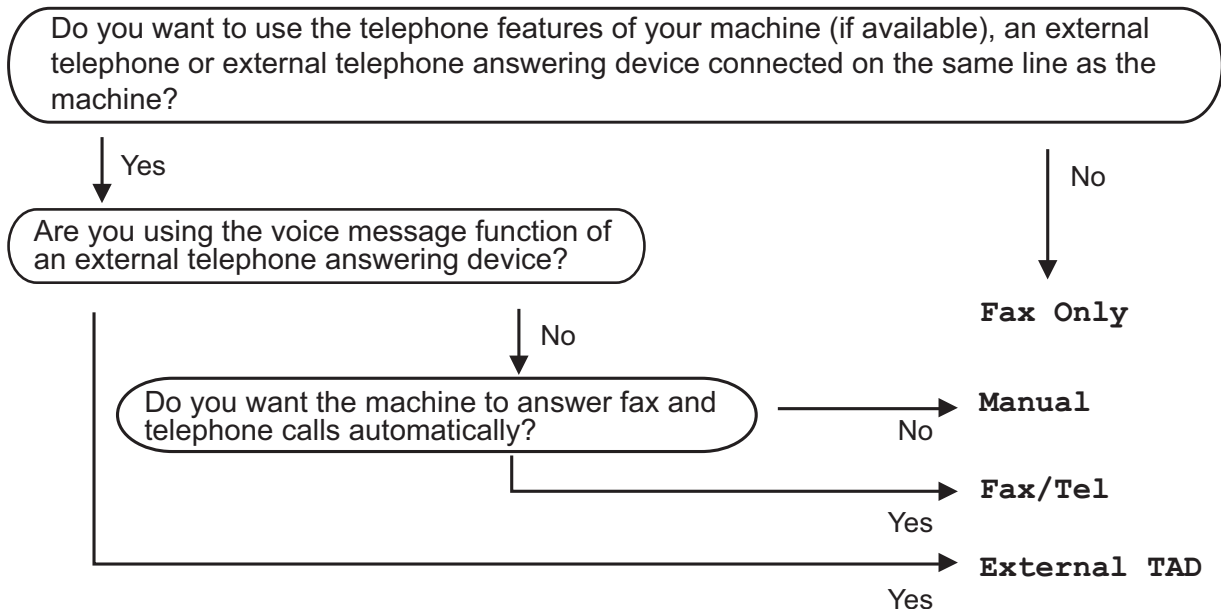 Do you want to use the telephone features of your machine (if available), an external
telephone or external telephone answering device connected on the same line as the
machine?
Yes
No
Are you using the voice message function of
an external telephone answering device?
Fax Only
No
Do you want the machine to answer fax and
telephone calls automatically?
No
Manual
Yes
Fax/Tel
Yes
External TAD